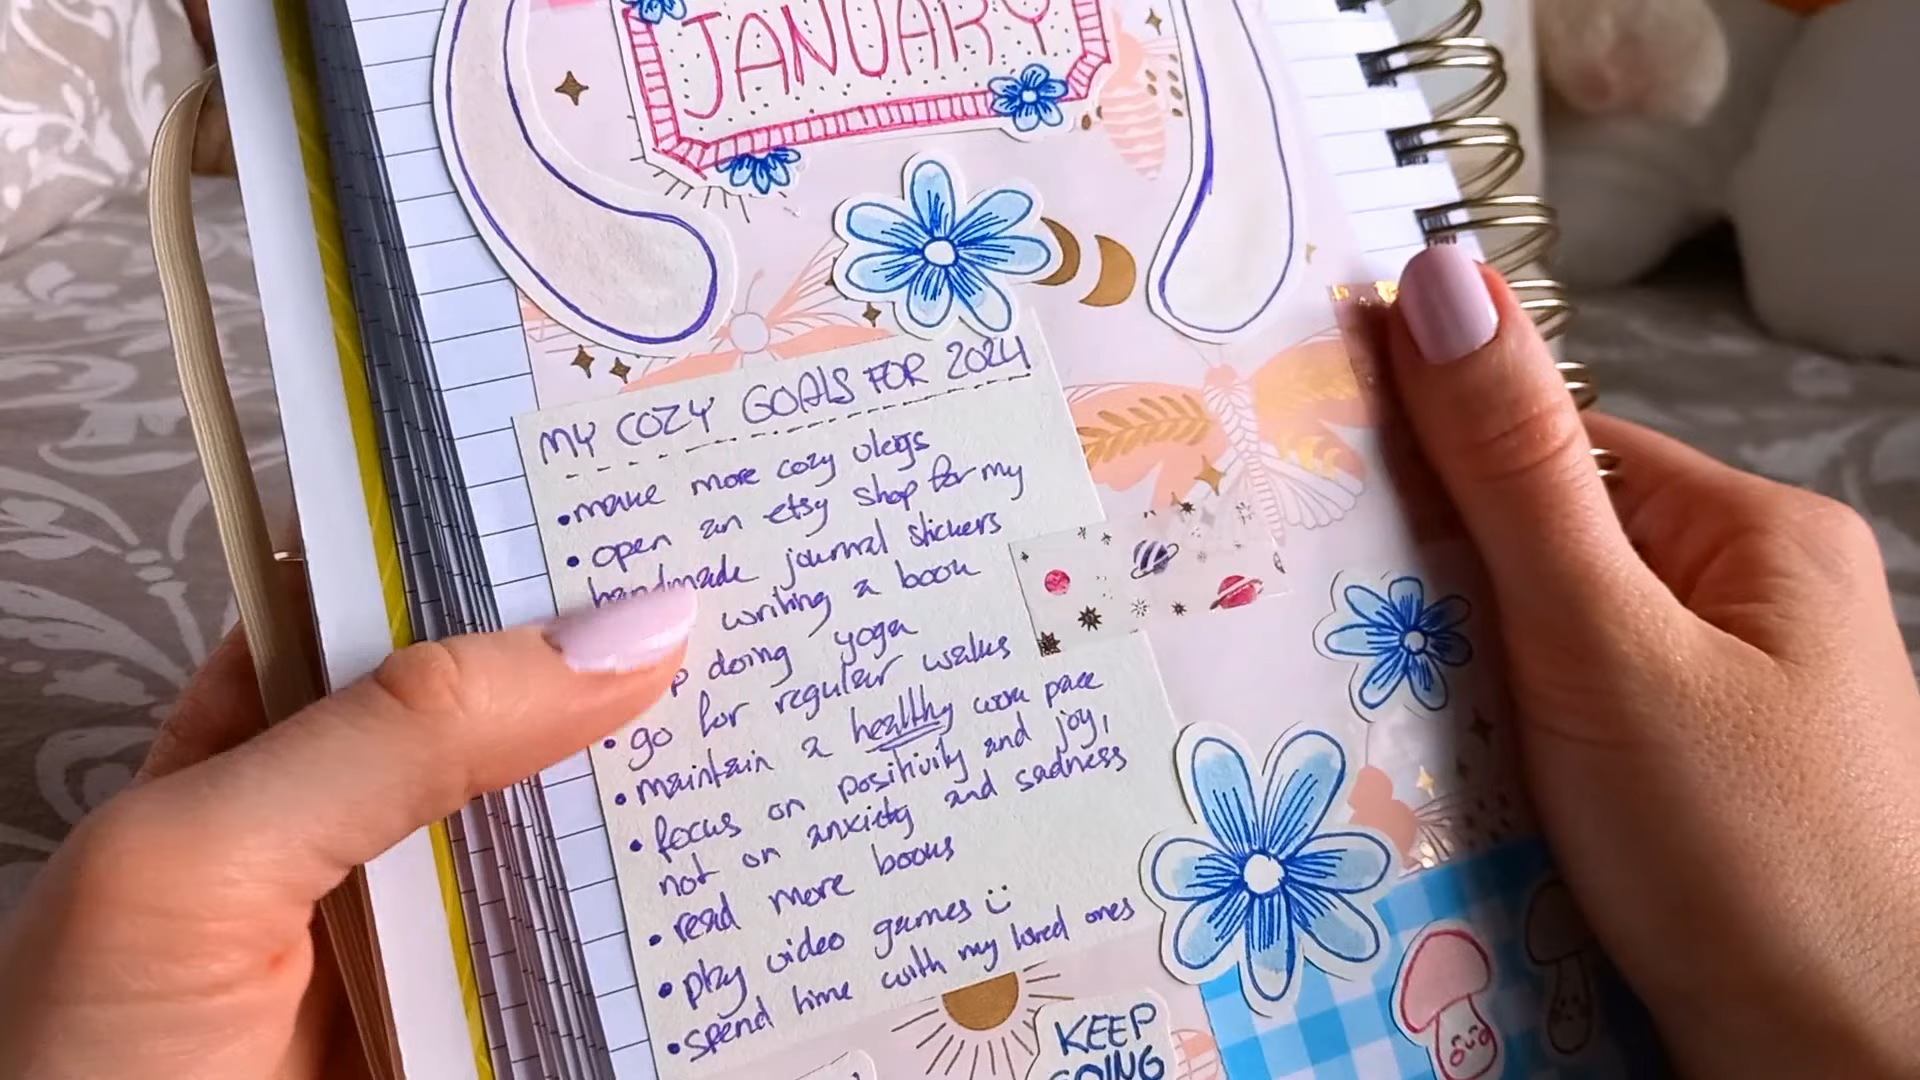 JANUARY
MY COZY GOALS FOR 2024
• make more cozy vlogs
• open an etsy shop for my
handmade journal stickers
writing a book
doing yoga
• go for regular walks
• maintain a healthy work pace
• focus on positivity and joy,
not on anxiety and sadness
• read more books
• play video games
• spend time with my loved ones
KEEP
GOING